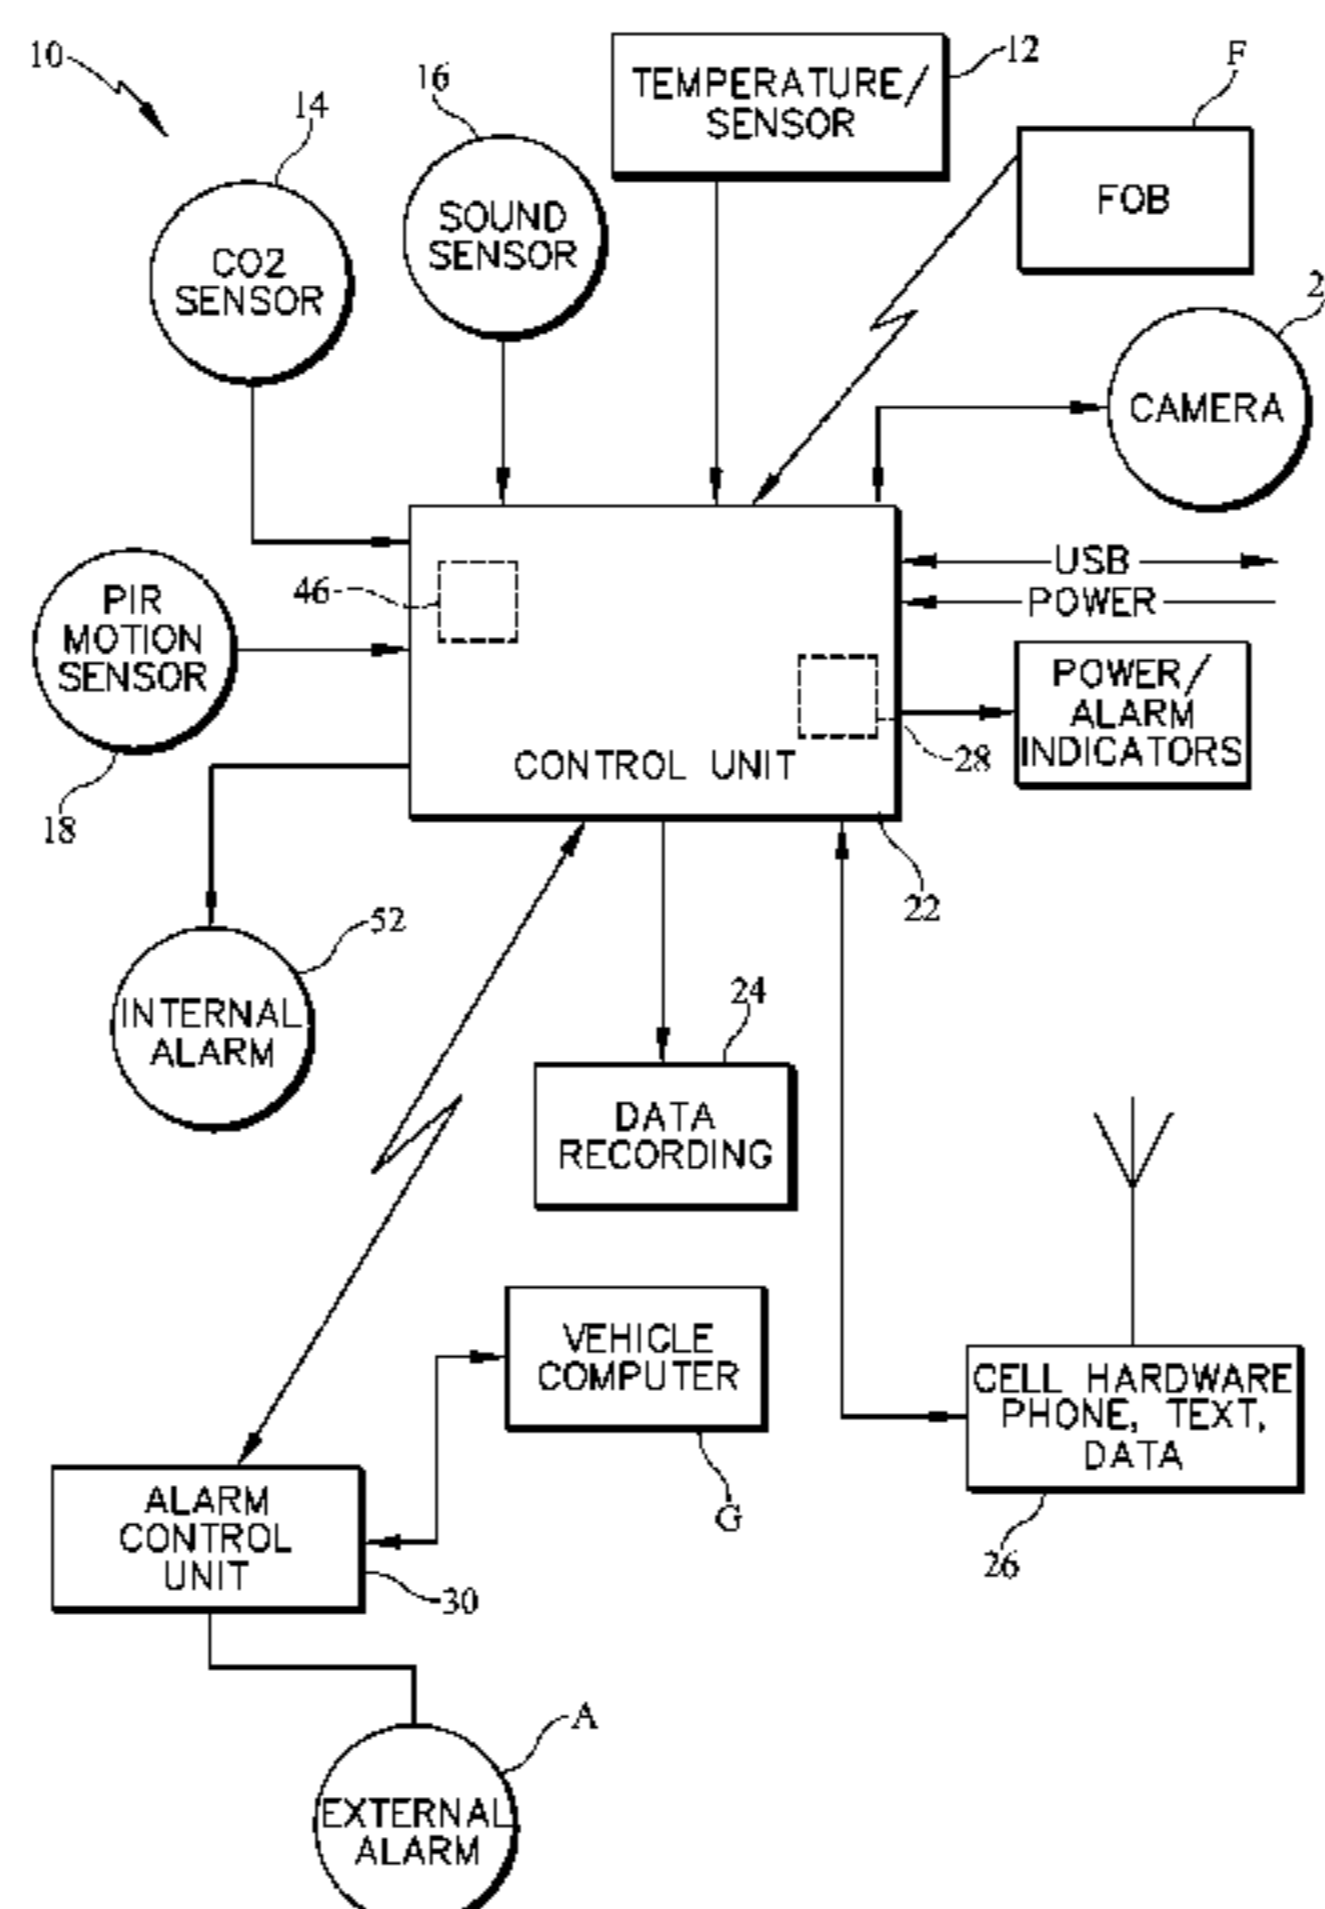 10
14
16
TEMPERATURE/
SENSOR
12
F
FOB
CO2
SENSOR
SOUND
SENSOR
2
CAMERA
46
USB
POWER
PIR
MOTION
SENSOR
18
CONTROL UNIT
28
POWER/
ALARM
INDICATORS
22
52
INTERNAL
ALARM
24
DATA
RECORDING
VEHICLE
COMPUTER
G
CELL HARDWARE
PHONE, TEXT,
DATA
26
ALARM
CONTROL
UNIT
30
A
EXTERNAL
ALARM